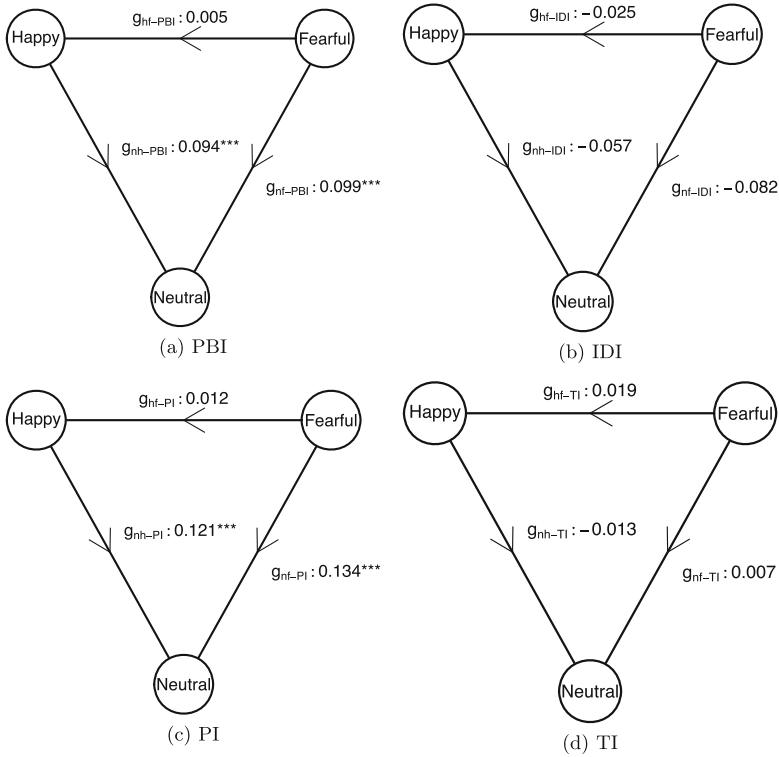 g_hf–PBI : 0.005
Happy
Fearful
g_nh–PBI : 0.094***
g_nf–PBI : 0.099***
Neutral
(a) PBI
g_hf–IDI : −0.025
Happy
Fearful
g_nh–IDI : −0.057
g_nf–IDI : −0.082
Neutral
(b) IDI
g_hf–PI : 0.012
Happy
Fearful
g_nh–PI : 0.121***
g_nf–PI : 0.134***
Neutral
(c) PI
g_hf–TI : 0.019
Happy
Fearful
g_nh–TI : −0.013
g_nf–TI : 0.007
Neutral
(d) TI